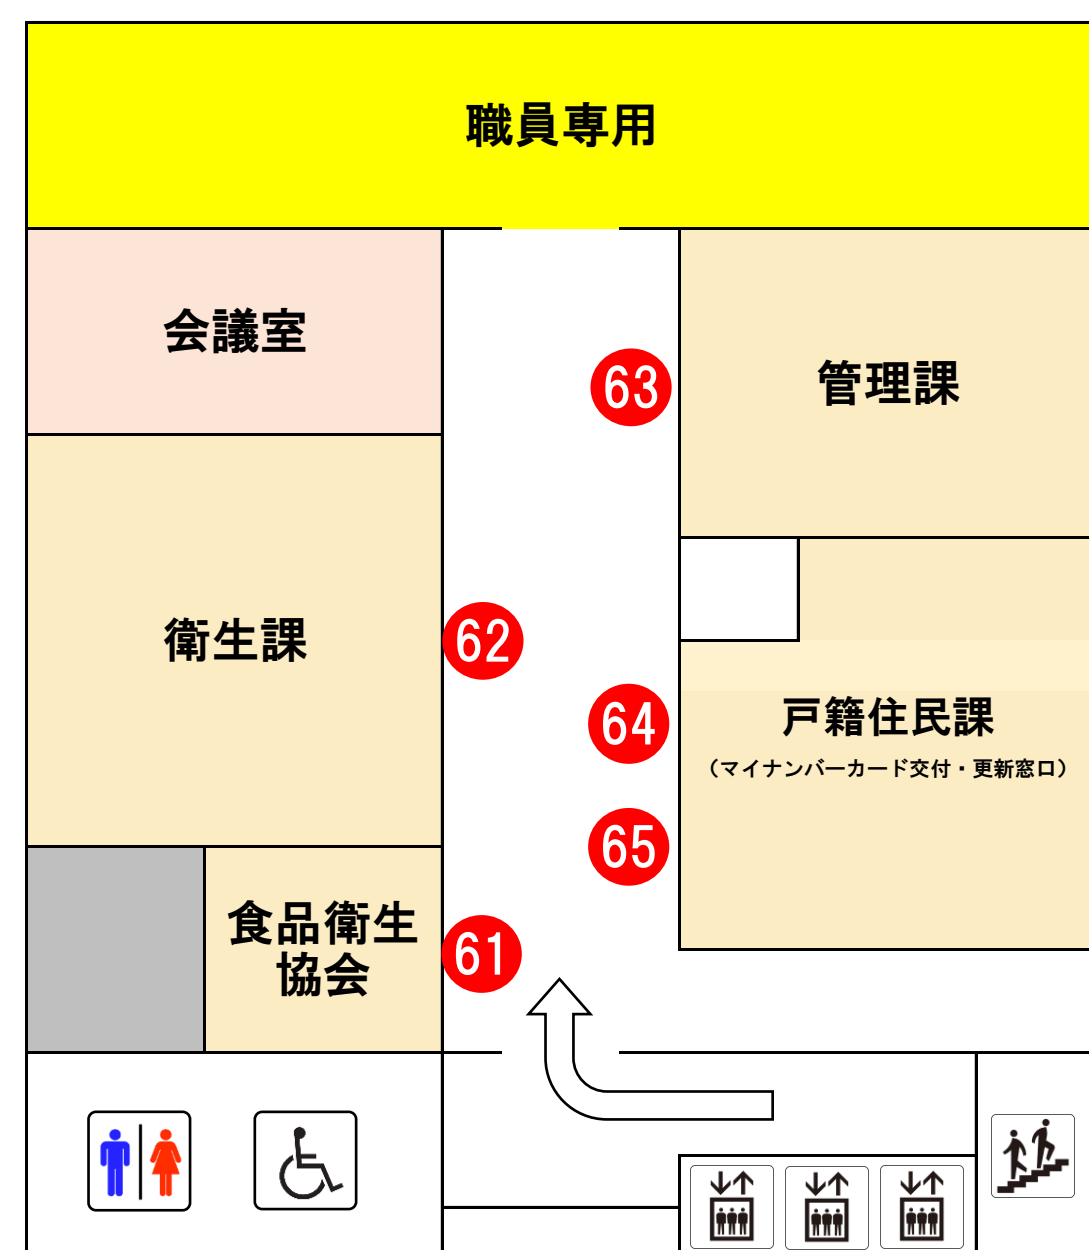 職員専用
会議室
63
管理課
衛生課
62
64
戸籍住民課
（マイナンバーカード交付・更新窓口）
65
食品衛生
協会
61